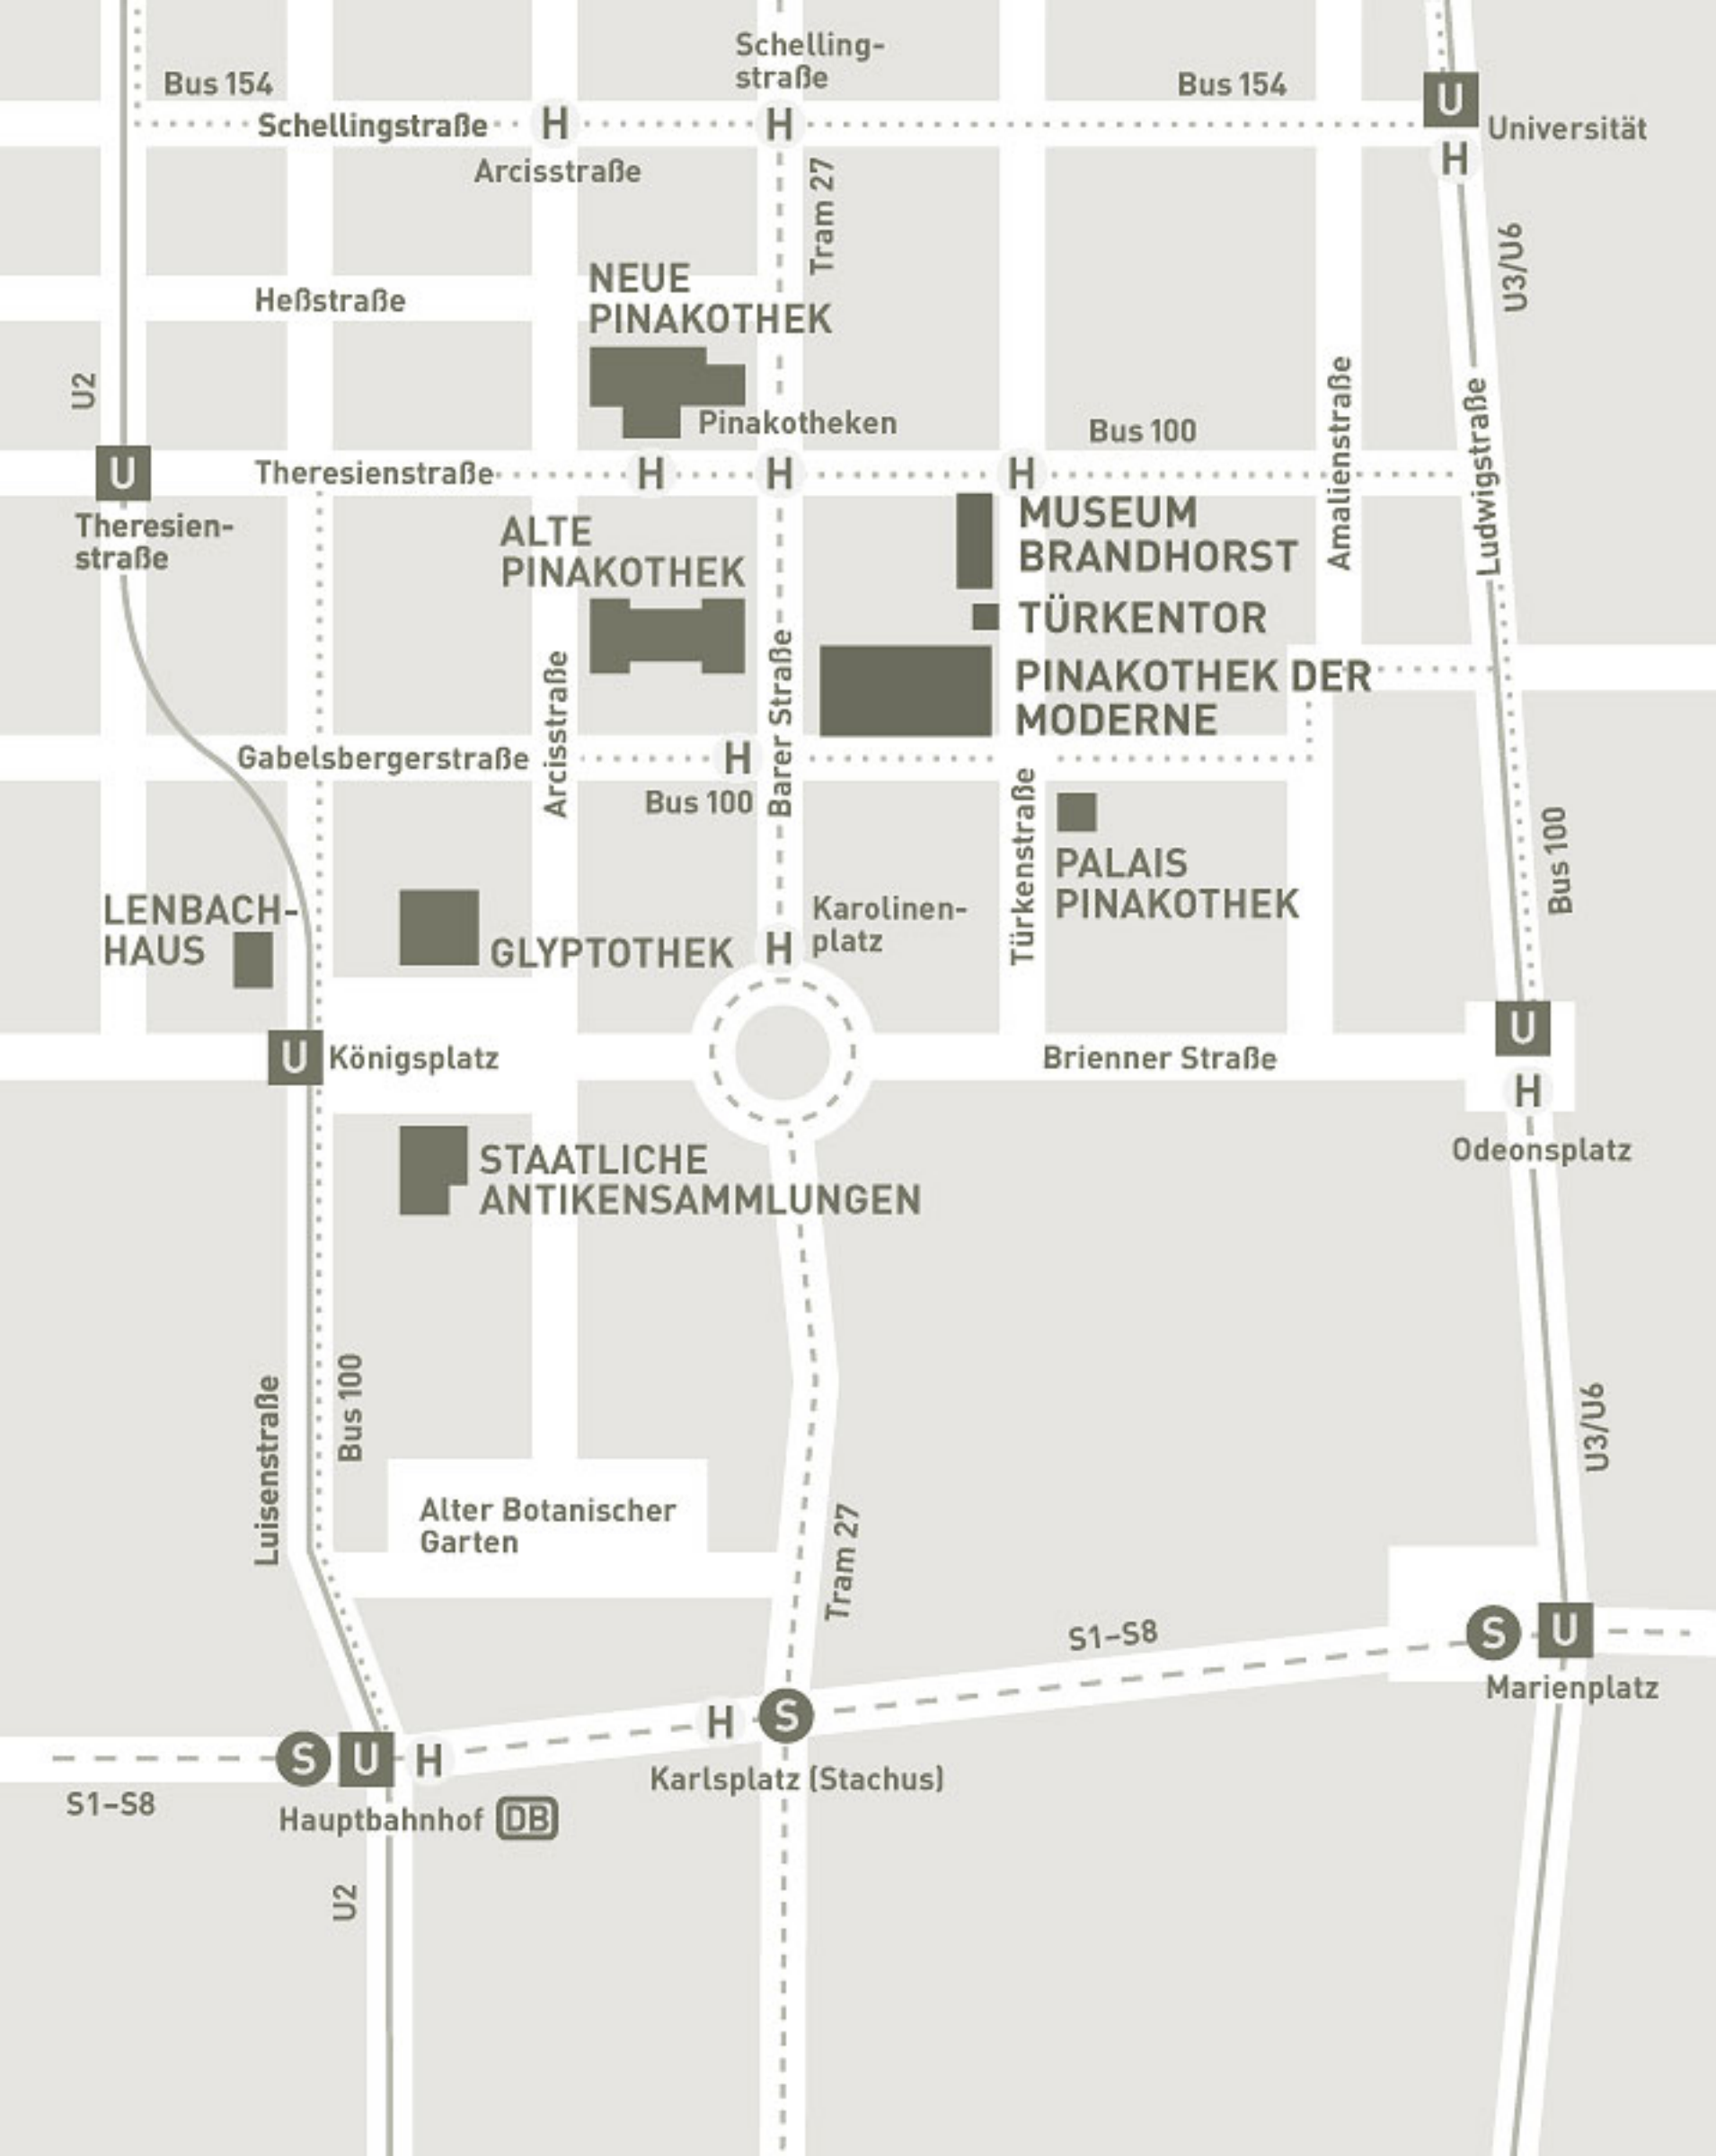 Schelling-
straße
Bus 154
Bus 154
U
Schellingstraße
H
H
Universität
H
Arcisstraße
Tram 27
U3/U6
NEUE
PINAKOTHEK
Heßstraße
U2
Amalienstraße
Ludwigstraße
Pinakotheken
Bus 100
U
Theresienstraße
H
H
H
Theresien-
straße
ALTE
PINAKOTHEK
MUSEUM
BRANDHORST
TÜRKENTOR
PINAKOTHEK DER
MODERNE
Arcisstraße
Barer Straße
Gabelsbergerstraße
H
Bus 100
Türkenstraße
Bus 100
PALAIS
PINAKOTHEK
LENBACH-
HAUS
GLYPTOTHEK
H
Karolinen-
platz
U
Königsplatz
Brienner Straße
U
H
Odeonsplatz
STAATLICHE
ANTIKENSAMMLUNGEN
Luisenstraße
Bus 100
U3/U6
Alter Botanischer
Garten
Tram 27
S1–S8
S
U
Marienplatz
H
S
Karlsplatz (Stachus)
S
U
H
S1–S8
Hauptbahnhof DB
U2